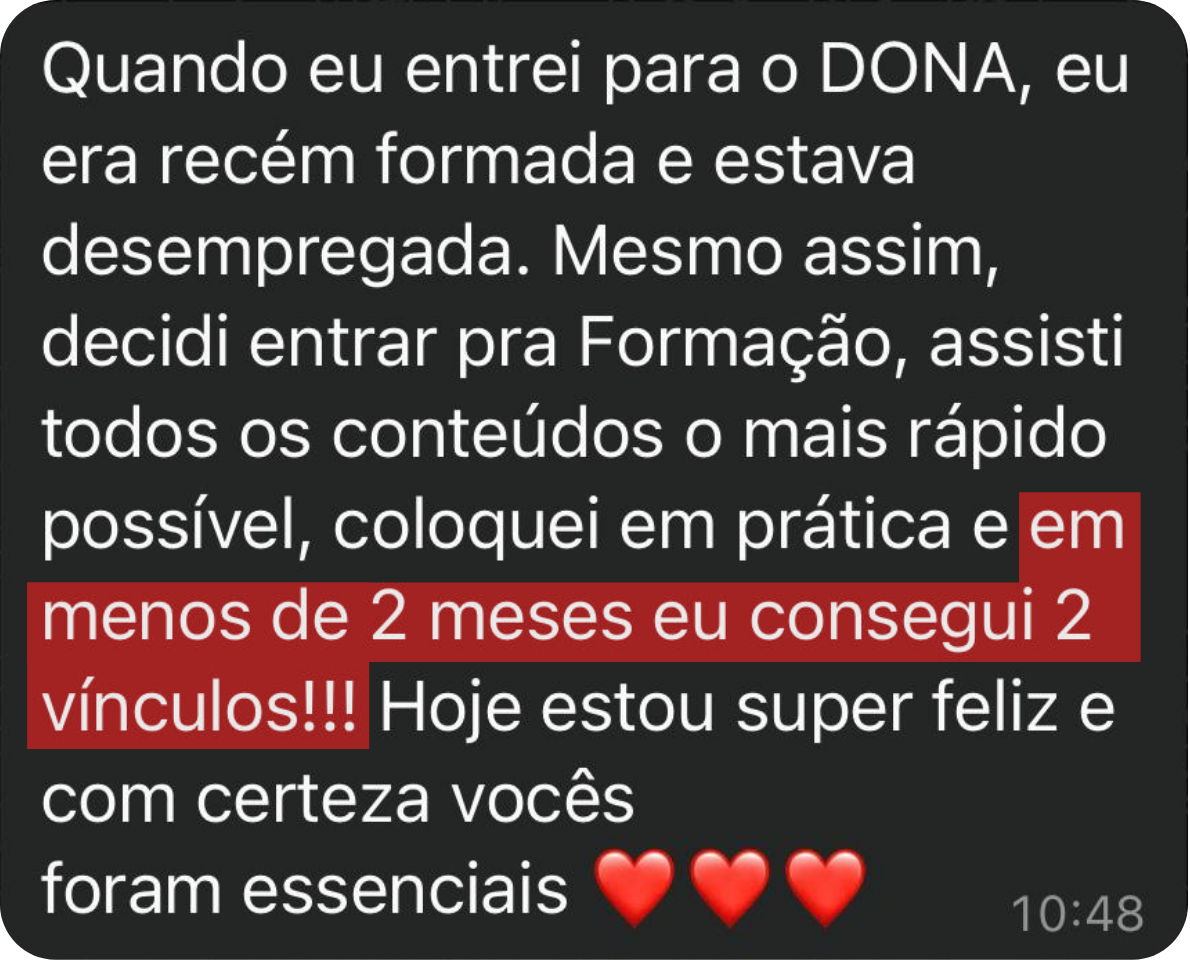 Quando eu entrei para o DONA, eu
era recém formada e estava
desempregada. Mesmo assim,
decidi entrar pra Formação, assisti
todos os conteúdos o mais rápido
possível, coloquei em prática e em
menos de 2 meses eu consegui 2
vínculos!!! Hoje estou super feliz e
com certeza vocês
foram essenciais ❤️❤️❤️
10:48